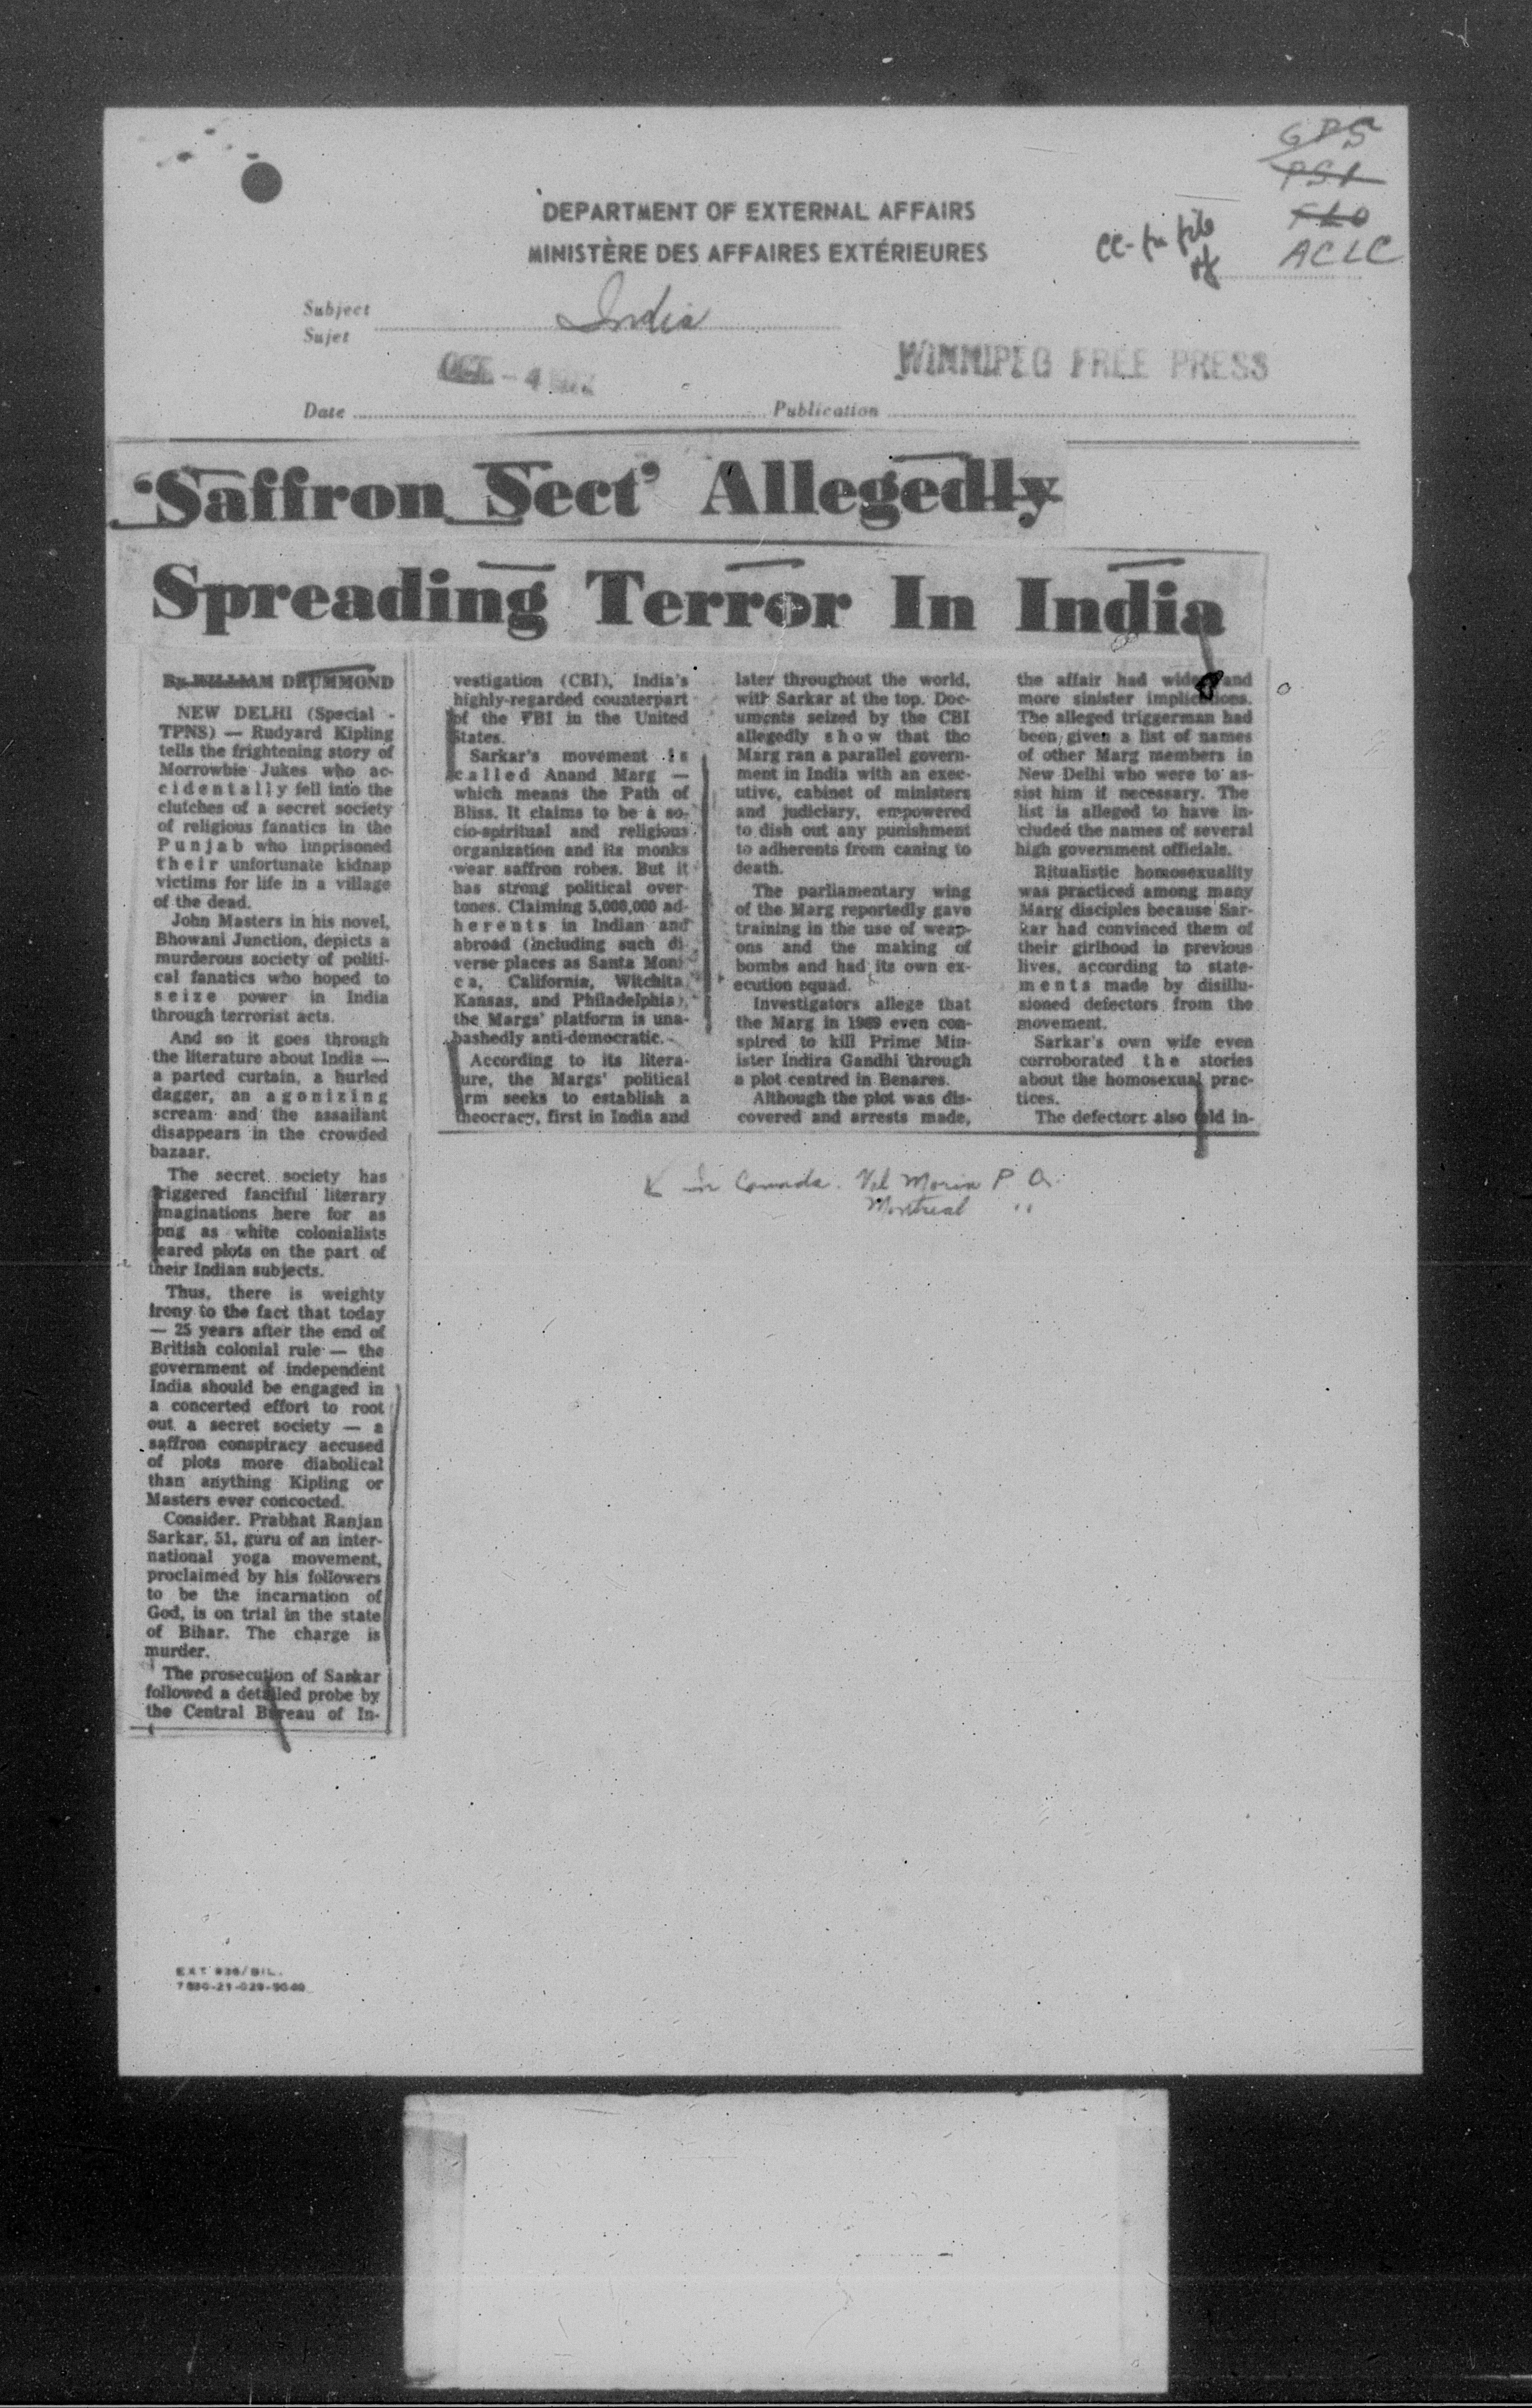 GPS
PSI
FLO
ACLC
DEPARTMENT OF EXTERNAL AFFAIRS
MINISTÈRE DES AFFAIRES EXTÉRIEURES
Subject
Sujet
India
OCT - 4 1972
WINNIPEG FREE PRESS
Date
Publication
'Saffron Sect' Allegedly
Spreading Terror In India
By WILLIAM DRUMMOND
NEW DELHI (Special -
TPNS) — Rudyard Kipling
tells the frightening story of
Morrowbie Jukes who ac-
cidentally fell into the
clutches of a secret society
of religious fanatics in the
Punjab who imprisoned
their unfortunate kidnap
victims for life in a village
of the dead.
John Masters in his novel,
Bhowani Junction, depicts a
murderous society of politi-
cal fanatics who hoped to
seize power in India
through terrorist acts.
And so it goes through
the literature about India —
a parted curtain, a hurled
dagger, an agonizing
scream and the assailant
disappears in the crowded
bazaar.
The secret society has
triggered fanciful literary
imaginations here for as
long as white colonialists
feared plots on the part of
their Indian subjects.
Thus, there is weighty
irony to the fact that today
— 25 years after the end of
British colonial rule — the
government of independent
India should be engaged in
a concerted effort to root
out a secret society — a
saffron conspiracy accused
of plots more diabolical
than anything Kipling or
Masters ever concocted.
Consider. Prabhat Ranjan
Sarkar, 51, guru of an inter-
national yoga movement,
proclaimed by his followers
to be the incarnation of
God, is on trial in the state
of Bihar. The charge is
murder.
The prosecution of Sarkar
followed a detailed probe by
the Central Bureau of In-
vestigation (CBI), India's
highly-regarded counterpart
of the FBI in the United
States.
Sarkar's movement is
called Anand Marg —
which means the Path of
Bliss. It claims to be a so-
cio-spiritual and religious
organization and its monks
wear saffron robes. But it
has strong political over-
tones. Claiming 5,000,000 ad-
herents in Indian and
abroad (including such di-
verse places as Santa Moni-
ca, California, Witchita,
Kansas, and Philadelphia),
the Margs' platform is una-
bashedly anti-democratic.
According to its litera-
ture, the Margs' political
arm seeks to establish a
theocracy, first in India and
later throughout the world,
with Sarkar at the top. Doc-
uments seized by the CBI
allegedly show that the
Marg ran a parallel govern-
ment in India with an exec-
utive, cabinet of ministers
and judiciary, empowered
to dish out any punishment
to adherents from caning to
death.
The parliamentary wing
of the Marg reportedly gave
training in the use of weap-
ons and the making of
bombs and had its own ex-
ecution squad.
Investigators allege that
the Marg in 1969 even con-
spired to kill Prime Min-
ister Indira Gandhi through
a plot centred in Benares.
Although the plot was dis-
covered and arrests made,
the affair had wider and
more sinister implications.
The alleged triggerman had
been given a list of names
of other Marg members in
New Delhi who were to as-
sist him if necessary. The
list is alleged to have in-
cluded the names of several
high government officials.
Ritualistic homosexuality
was practiced among many
Marg disciples because Sar-
kar had convinced them of
their girlhood in previous
lives, according to state-
ments made by disillu-
sioned defectors from the
movement.
Sarkar's own wife even
corroborated the stories
about the homosexual prac-
tices.
The defectors also told in-
in Canada. Val Morin P.Q.
Montreal "